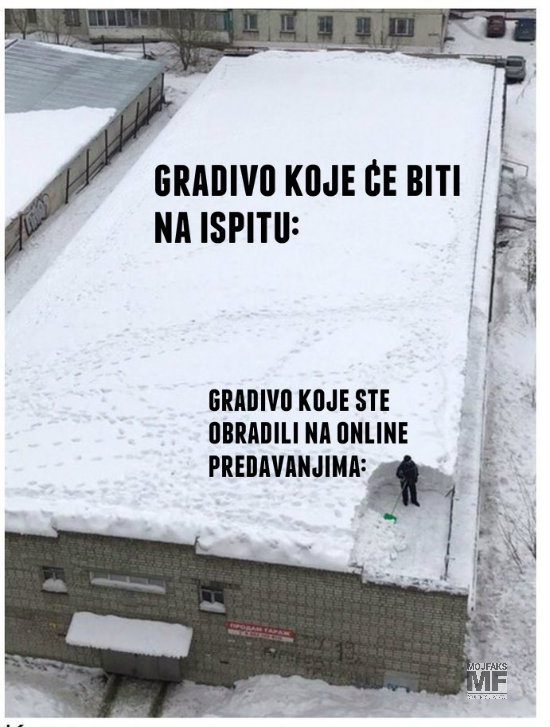 GRADIVO KOJE ĆE BITI
NA ISPITU:
GRADIVO KOJE STE
OBRADILI NA ONLINE
PREDAVANJIMA:
ПРОДАМ ГАРАЖ
MOJFAKS
MF